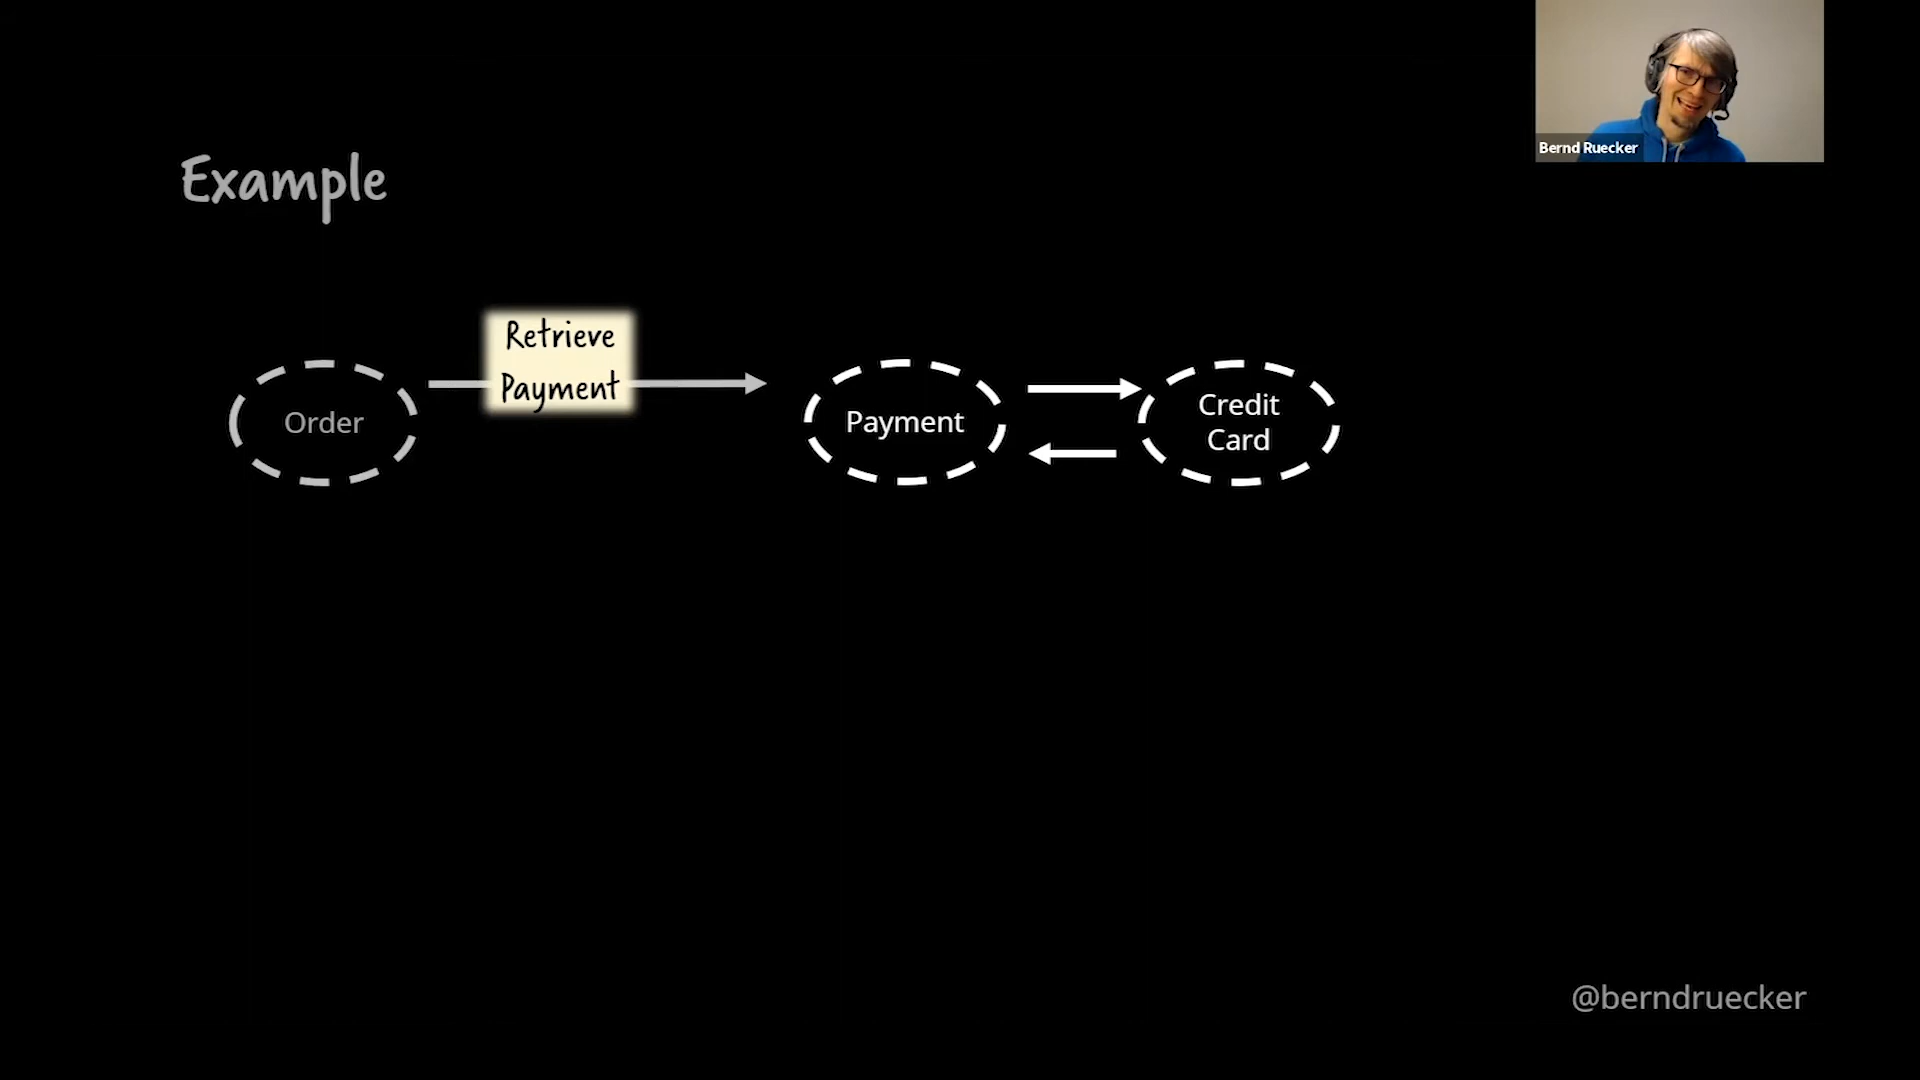 Bernd Ruecker
Example
Retrieve
Payment
Order
Payment
Credit
Card
@berndruecker